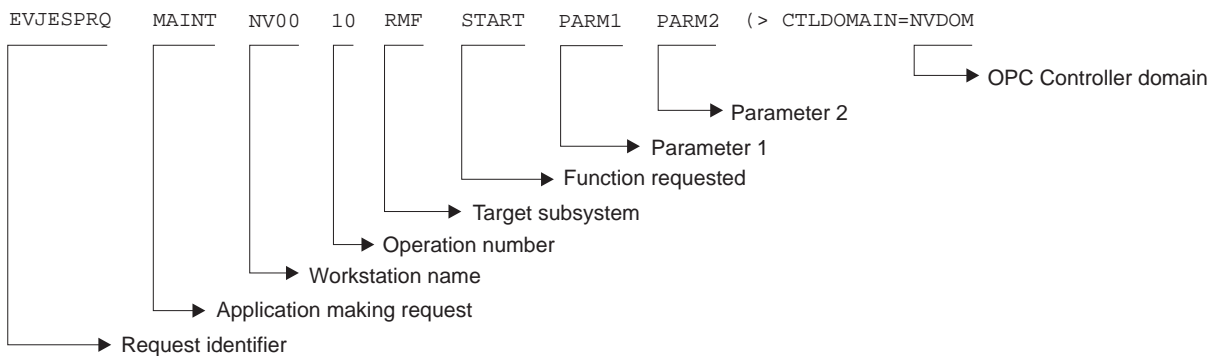 EVJESPRQ MAINT NV00 10 RMF START PARM1 PARM2 (> CTLDOMAIN=NVDOM
OPC Controller domain
Parameter 2
Parameter 1
Function requested
Target subsystem
Operation number
Workstation name
Application making request
Request identifier